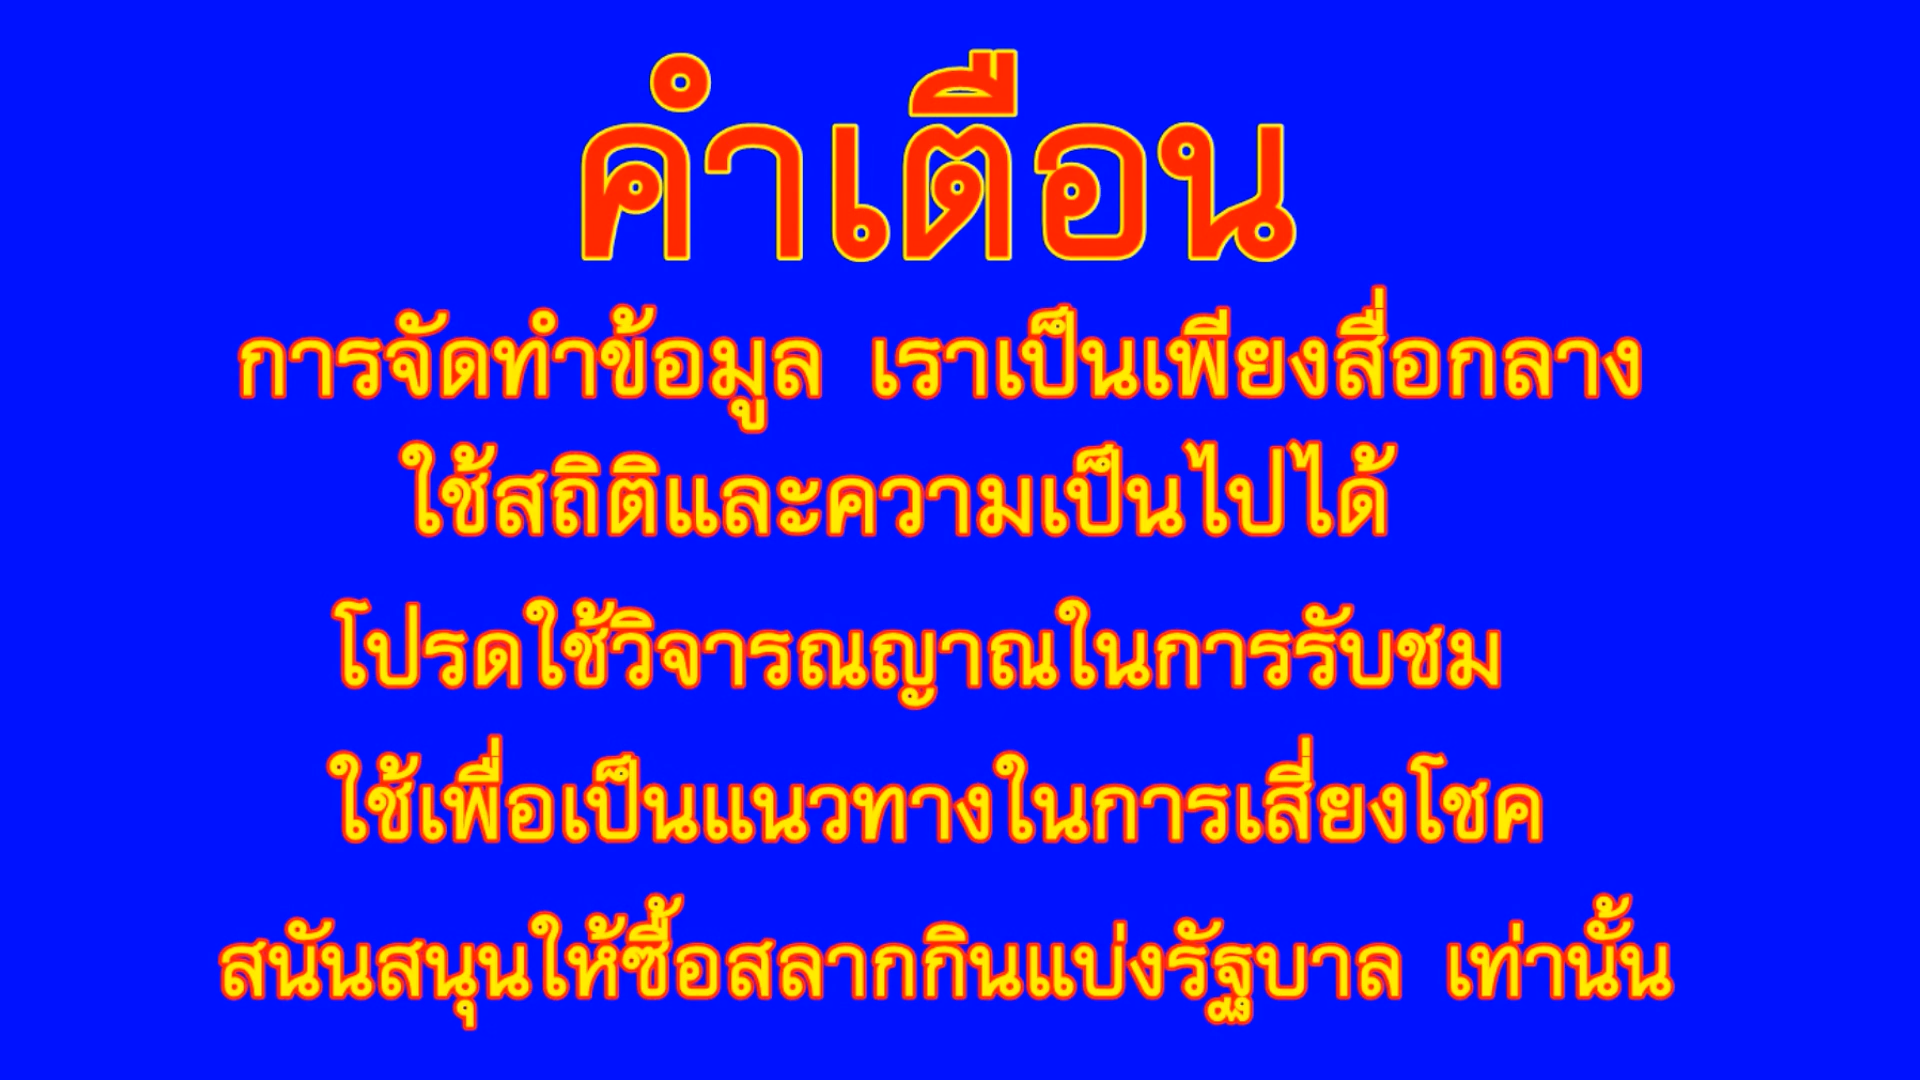 คำเตือน
การจัดทำข้อมูล เราเป็นเพียงสื่อกลาง
ใช้สถิติและความเป็นไปได้
โปรดใช้วิจารณญาณในการรับชม
ใช้เพื่อเป็นแนวทางในการเสี่ยงโชค
สนันสนุนให้ซื้อสลากกินแบ่งรัฐบาล เท่านั้น